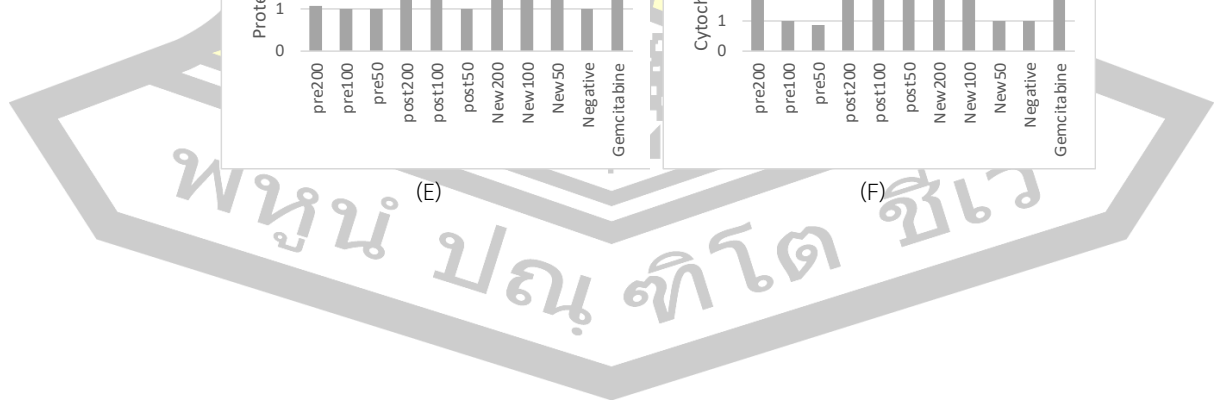 Prote
1
0
pre200
pre100
pre50
post200
post100
post50
New200
New100
New50
Negative
Gemcitabine
(E)
Cytoch
1
0
pre200
pre100
pre50
post200
post100
post50
New200
New100
New50
Negative
Gemcitabine
(F)
พหูนํ ปณฺฑิโต ชีเว